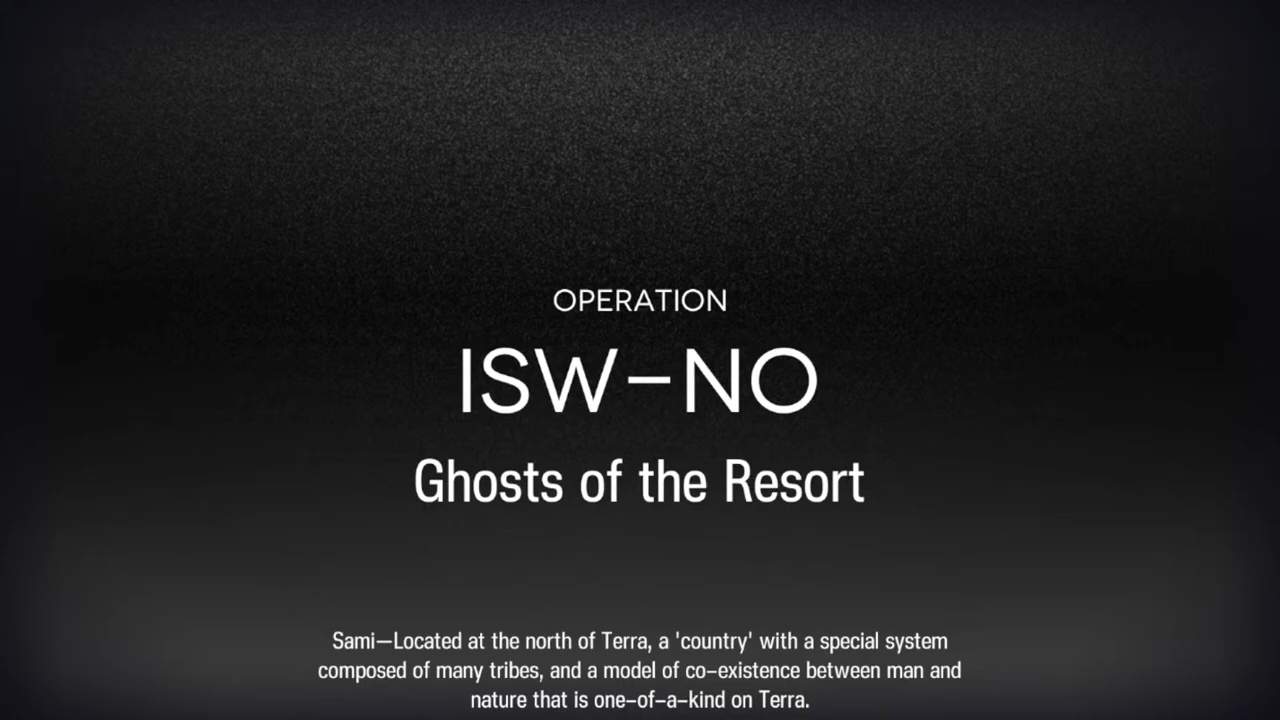 OPERATION
ISW-NO
Ghosts of the Resort
Sami—Located at the north of Terra, a 'country' with a special system
composed of many tribes, and a model of co-existence between man and
nature that is one-of-a-kind on Terra.